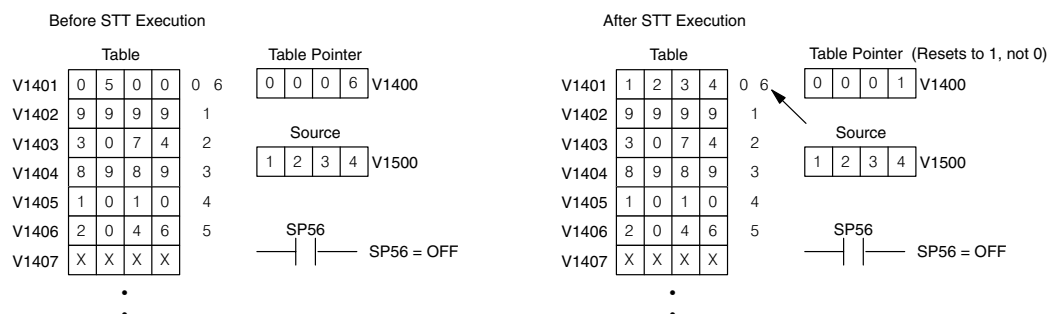 Before STT Execution
Table
Table Pointer
V1401 0 5 0 0 0 6
0 0 0 6 V1400
V1402 9 9 9 9 1
V1403 3 0 7 4 2
Source
1 2 3 4 V1500
V1404 8 9 8 9 3
V1405 1 0 1 0 4
V1406 2 0 4 6 5
SP56
SP56 = OFF
V1407 X X X X
After STT Execution
Table
Table Pointer (Resets to 1, not 0)
V1401 1 2 3 4 0 6
0 0 0 1 V1400
V1402 9 9 9 9 1
V1403 3 0 7 4 2
Source
1 2 3 4 V1500
V1404 8 9 8 9 3
V1405 1 0 1 0 4
V1406 2 0 4 6 5
SP56
SP56 = OFF
V1407 X X X X